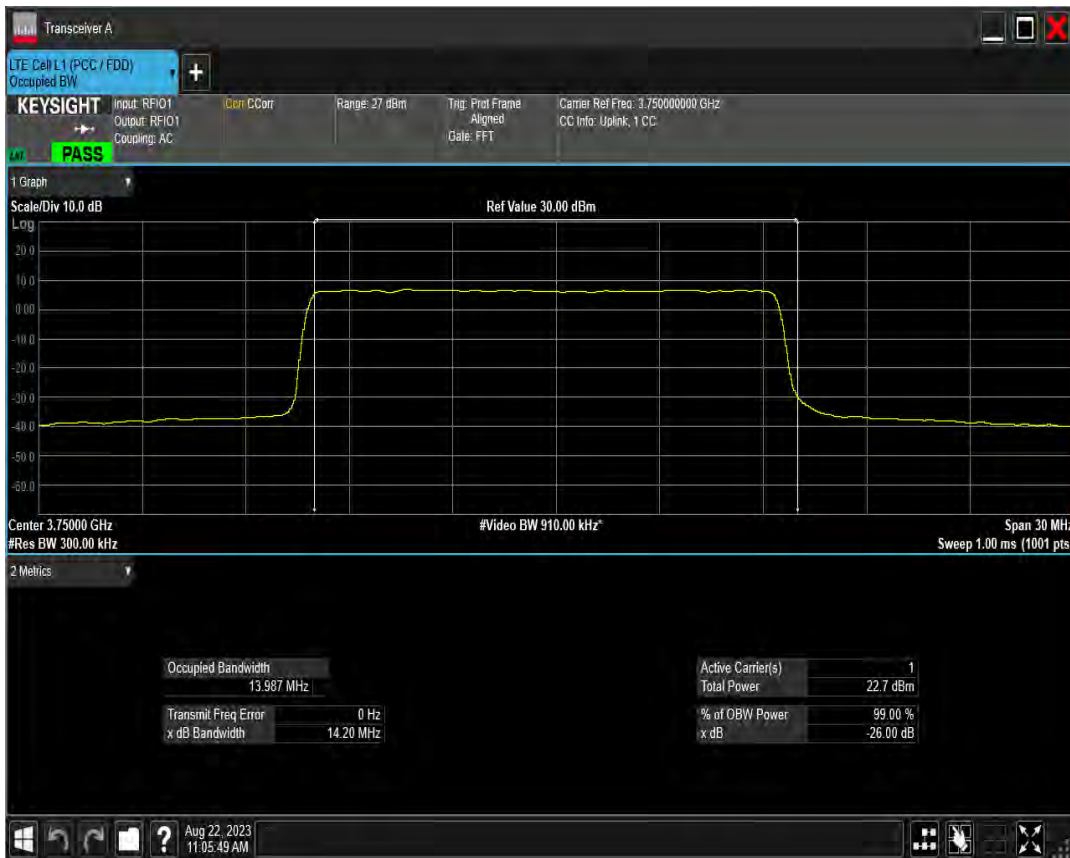 Transceiver A
LTE Cell L1 (PCC / FDD)
Occupied BW
+
KEYSIGHT
Input: RFIO1
Output: RFIO1
Coupling: AC
Corr CCorr
Range: 27 dBm
Trig: Prot Frame
Aligned
Gate: FFT
Carrier Ref Freq: 3.750000000 GHz
CC Info: Uplink, 1 CC
PASS
1 Graph
Scale/Div 10.0 dB
Ref Value 30.00 dBm
Log
20.0
10.0
0.00
-10.0
-20.0
-30.0
-40.0
-50.0
-60.0
Center 3.75000 GHz
#Video BW 910.00 kHz*
Span 30 MHz
#Res BW 300.00 kHz
Sweep 1.00 ms (1001 pts
2 Metrics
Occupied Bandwidth
13.987 MHz
Transmit Freq Error 0 Hz
x dB Bandwidth 14.20 MHz
Active Carrier(s) 1
Total Power 22.7 dBm
% of OBW Power 99.00 %
x dB -26.00 dB
?
Aug 22, 2023
11:05:49 AM